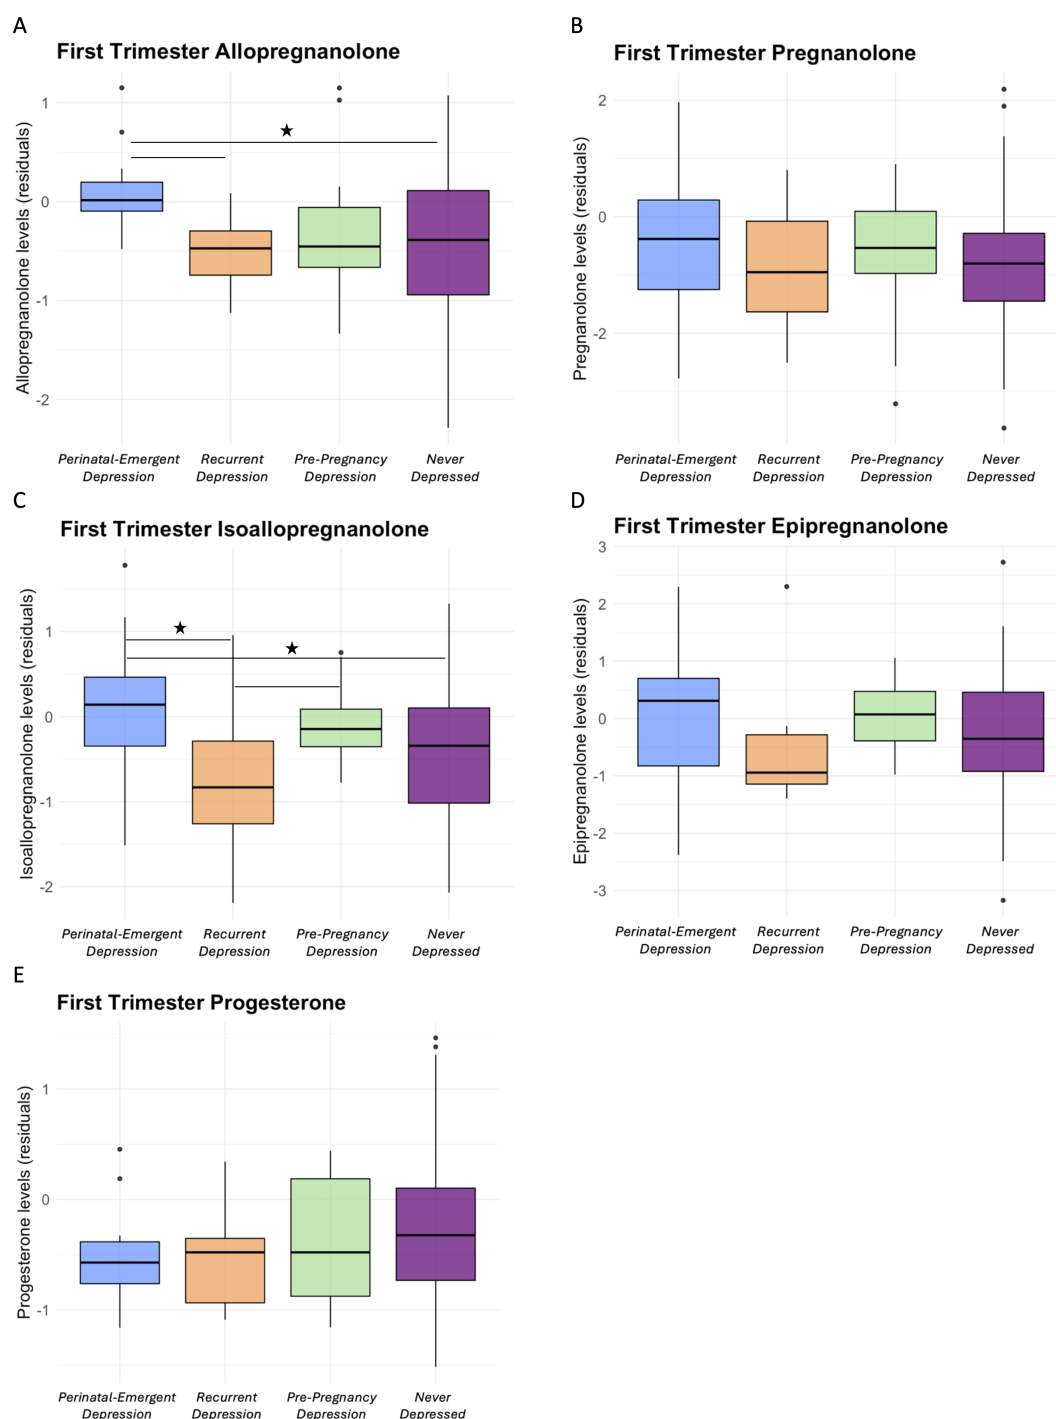 A
First Trimester Allopregnanolone
Allopregnanolone levels (residuals)
1
0
-1
-2
Perinatal-Emergent Depression
Recurrent Depression
Pre-Pregnancy Depression
Never Depressed
B
First Trimester Pregnanolone
Pregnanolone levels (residuals)
2
0
-2
Perinatal-Emergent Depression
Recurrent Depression
Pre-Pregnancy Depression
Never Depressed
C
First Trimester Isoallopregnanolone
Isoallopregnanolone levels (residuals)
1
0
-1
-2
Perinatal-Emergent Depression
Recurrent Depression
Pre-Pregnancy Depression
Never Depressed
D
First Trimester Epipregnanolone
Epipregnanolone levels (residuals)
3
2
1
0
-1
-2
-3
Perinatal-Emergent Depression
Recurrent Depression
Pre-Pregnancy Depression
Never Depressed
E
First Trimester Progesterone
Progesterone levels (residuals)
1
0
-1
Perinatal-Emergent Depression
Recurrent Depression
Pre-Pregnancy Depression
Never Depressed